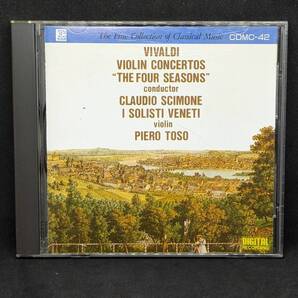 The Fine Collection of Classical Music
CDMC-42
VIVALDI
VIOLIN CONCERTOS
"THE FOUR SEASONS"
conductor
CLAUDIO SCIMONE
I SOLISTI VENETI
violin
PIERO TOSO
DIGITAL
RECORDING